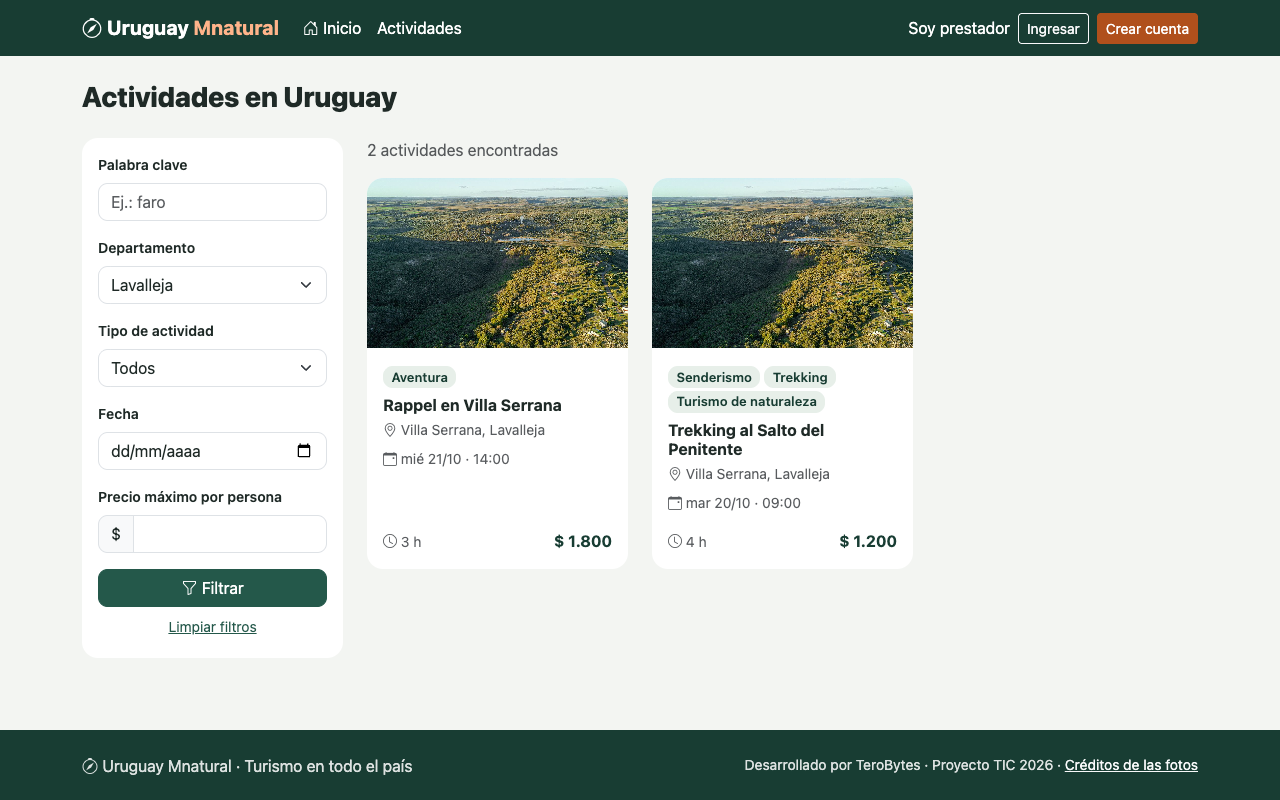 Uruguay Mnatural
Inicio
Actividades
Soy prestador
Ingresar
Crear cuenta
Actividades en Uruguay
Palabra clave
Ej.: faro
Departamento
Lavalleja
Tipo de actividad
Todos
Fecha
dd/mm/aaaa
Precio máximo por persona
$
Filtrar
Limpiar filtros
2 actividades encontradas
Aventura
Rappel en Villa Serrana
Villa Serrana, Lavalleja
mié 21/10 · 14:00
3 h
$ 1.800
Senderismo
Trekking
Turismo de naturaleza
Trekking al Salto del
Penitente
Villa Serrana, Lavalleja
mar 20/10 · 09:00
4 h
$ 1.200
Uruguay Mnatural · Turismo en todo el país
Desarrollado por TeroBytes · Proyecto TIC 2026 · Créditos de las fotos